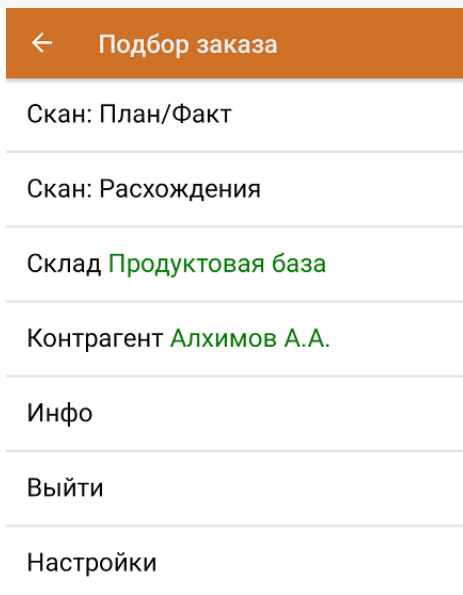 Подбор заказа
Скан: План/Факт
Скан: Расхождения
Склад Продуктовая база
Контрагент Алхимов А.А.
Инфо
Выйти
Настройки